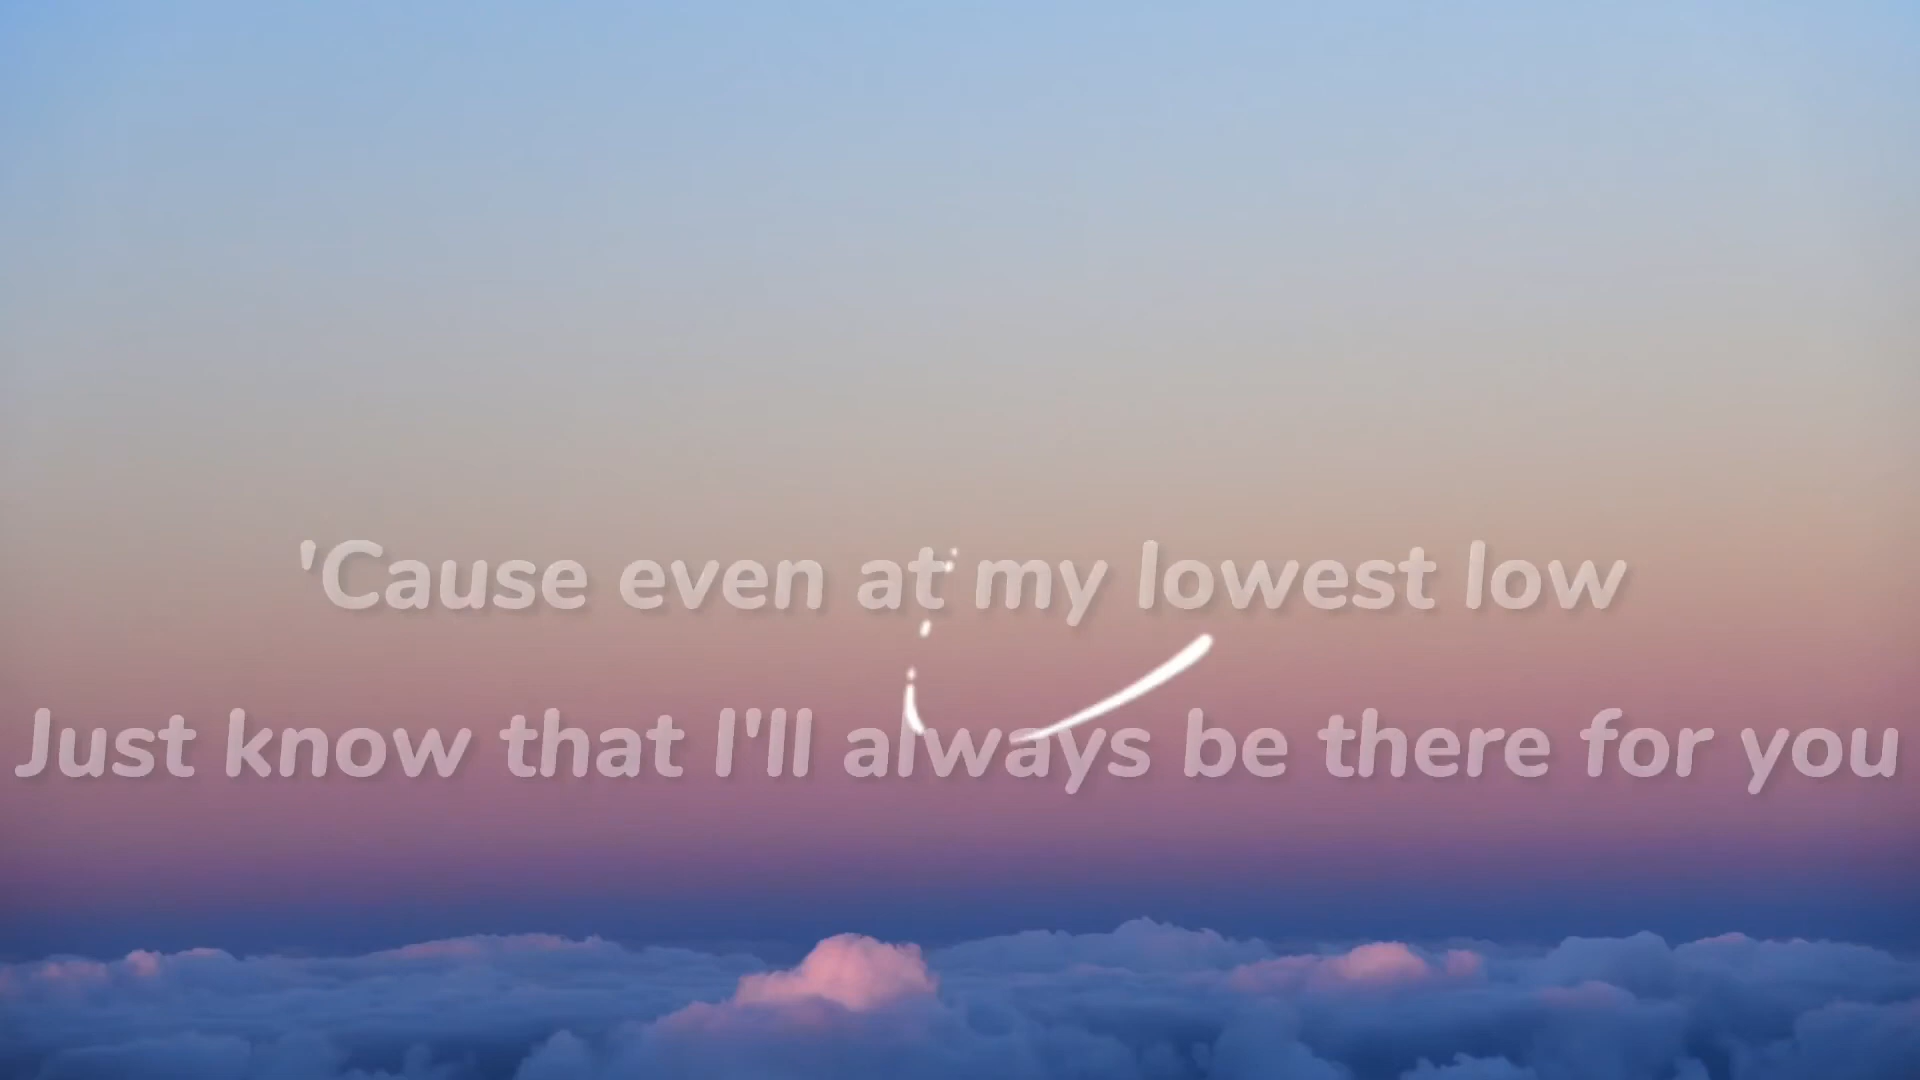 'Cause even at my lowest low
Just know that I'll always be there for you